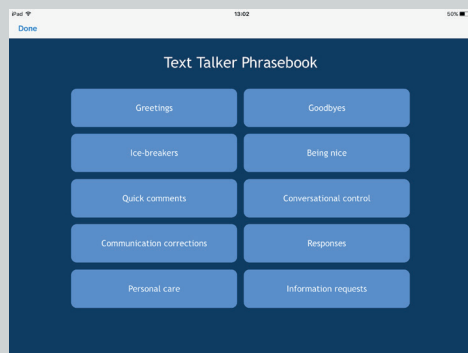 iPad 13:02 50%
Done
Text Talker Phrasebook
Greetings Goodbyes
Ice-breakers Being nice
Quick comments Conversational control
Communication corrections Responses
Personal care Information requests